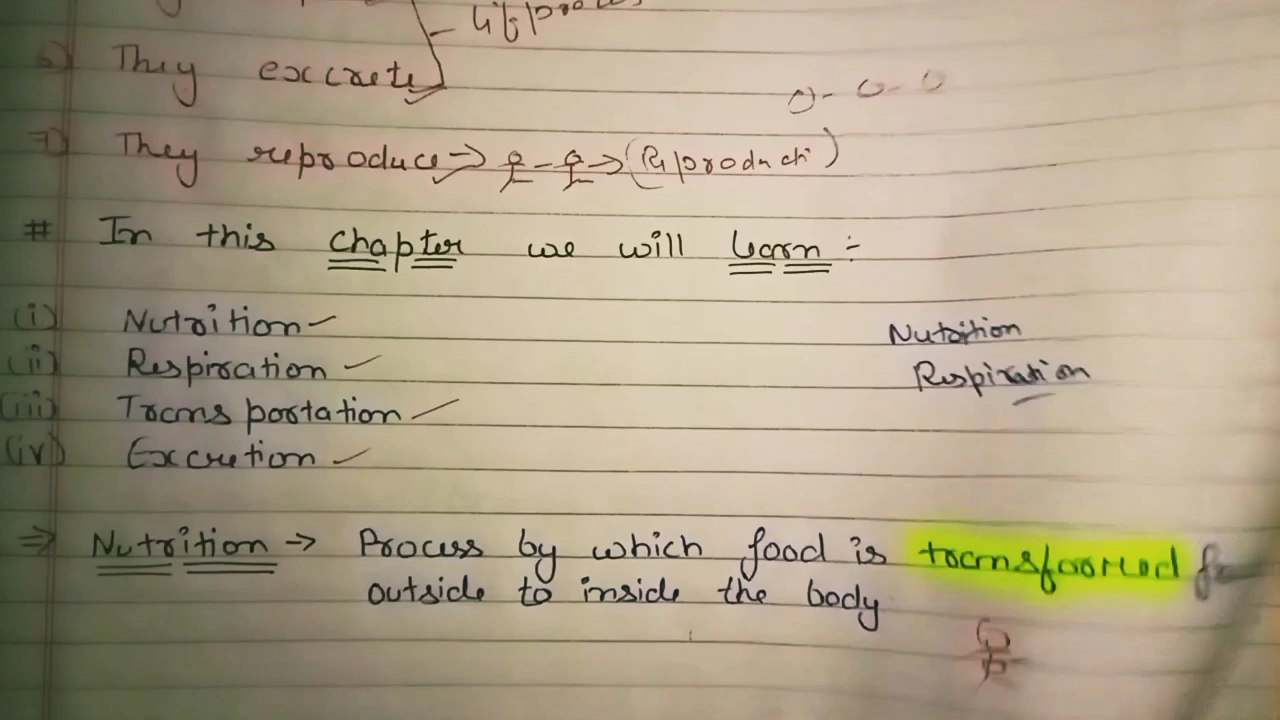 6) They excrete
7) They reproduce → – → (Reproducti)
# In this chapter we will learn :-
(i) Nutrition
Nutrition
(ii) Respiration
Respiration
(iii) Transportation
(iv) Excretion
⇒ Nutrition → Process by which food is transformed
outside to inside the body